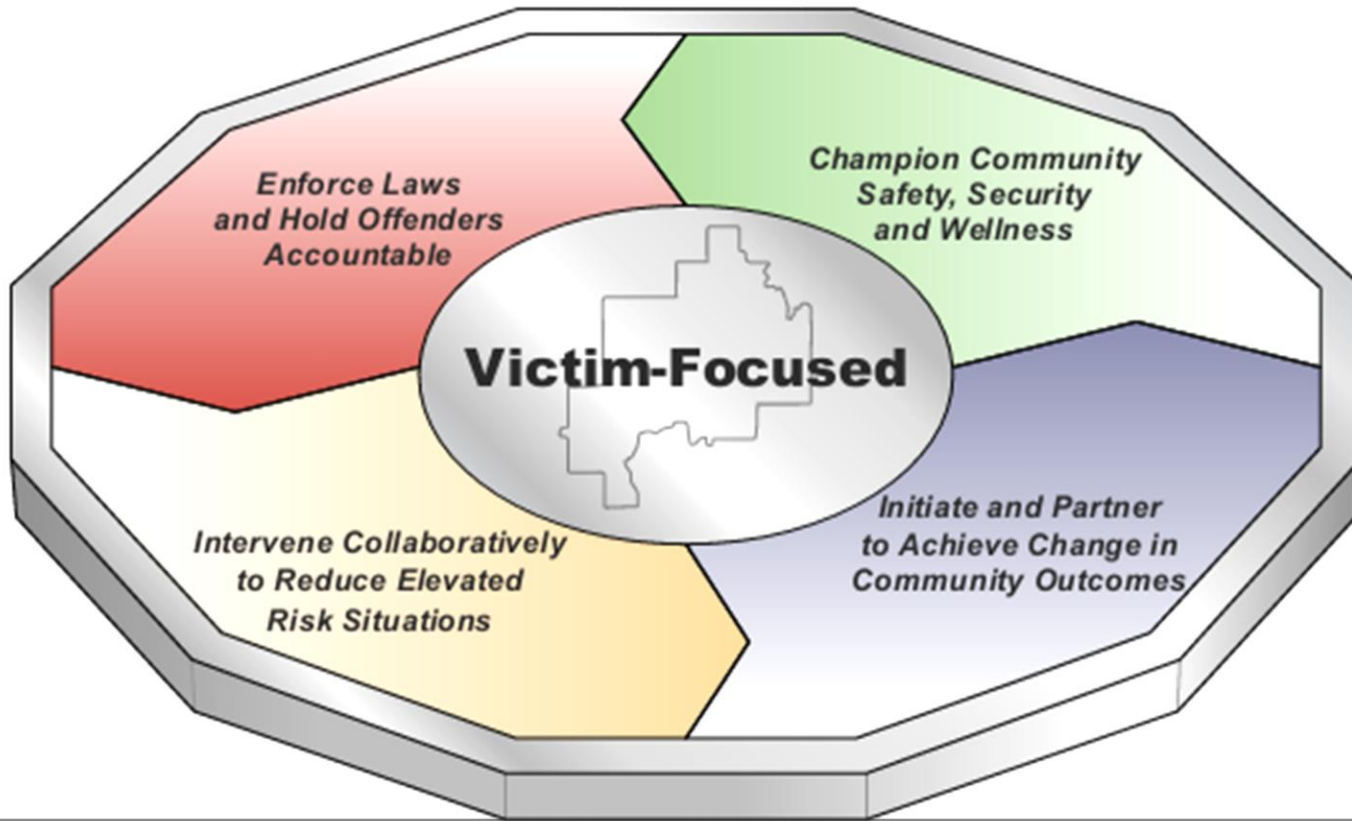 Enforce Laws
and Hold Offenders
Accountable
Champion Community
Safety, Security
and Wellness
Victim-Focused
Intervene Collaboratively
to Reduce Elevated
Risk Situations
Initiate and Partner
to Achieve Change in
Community Outcomes